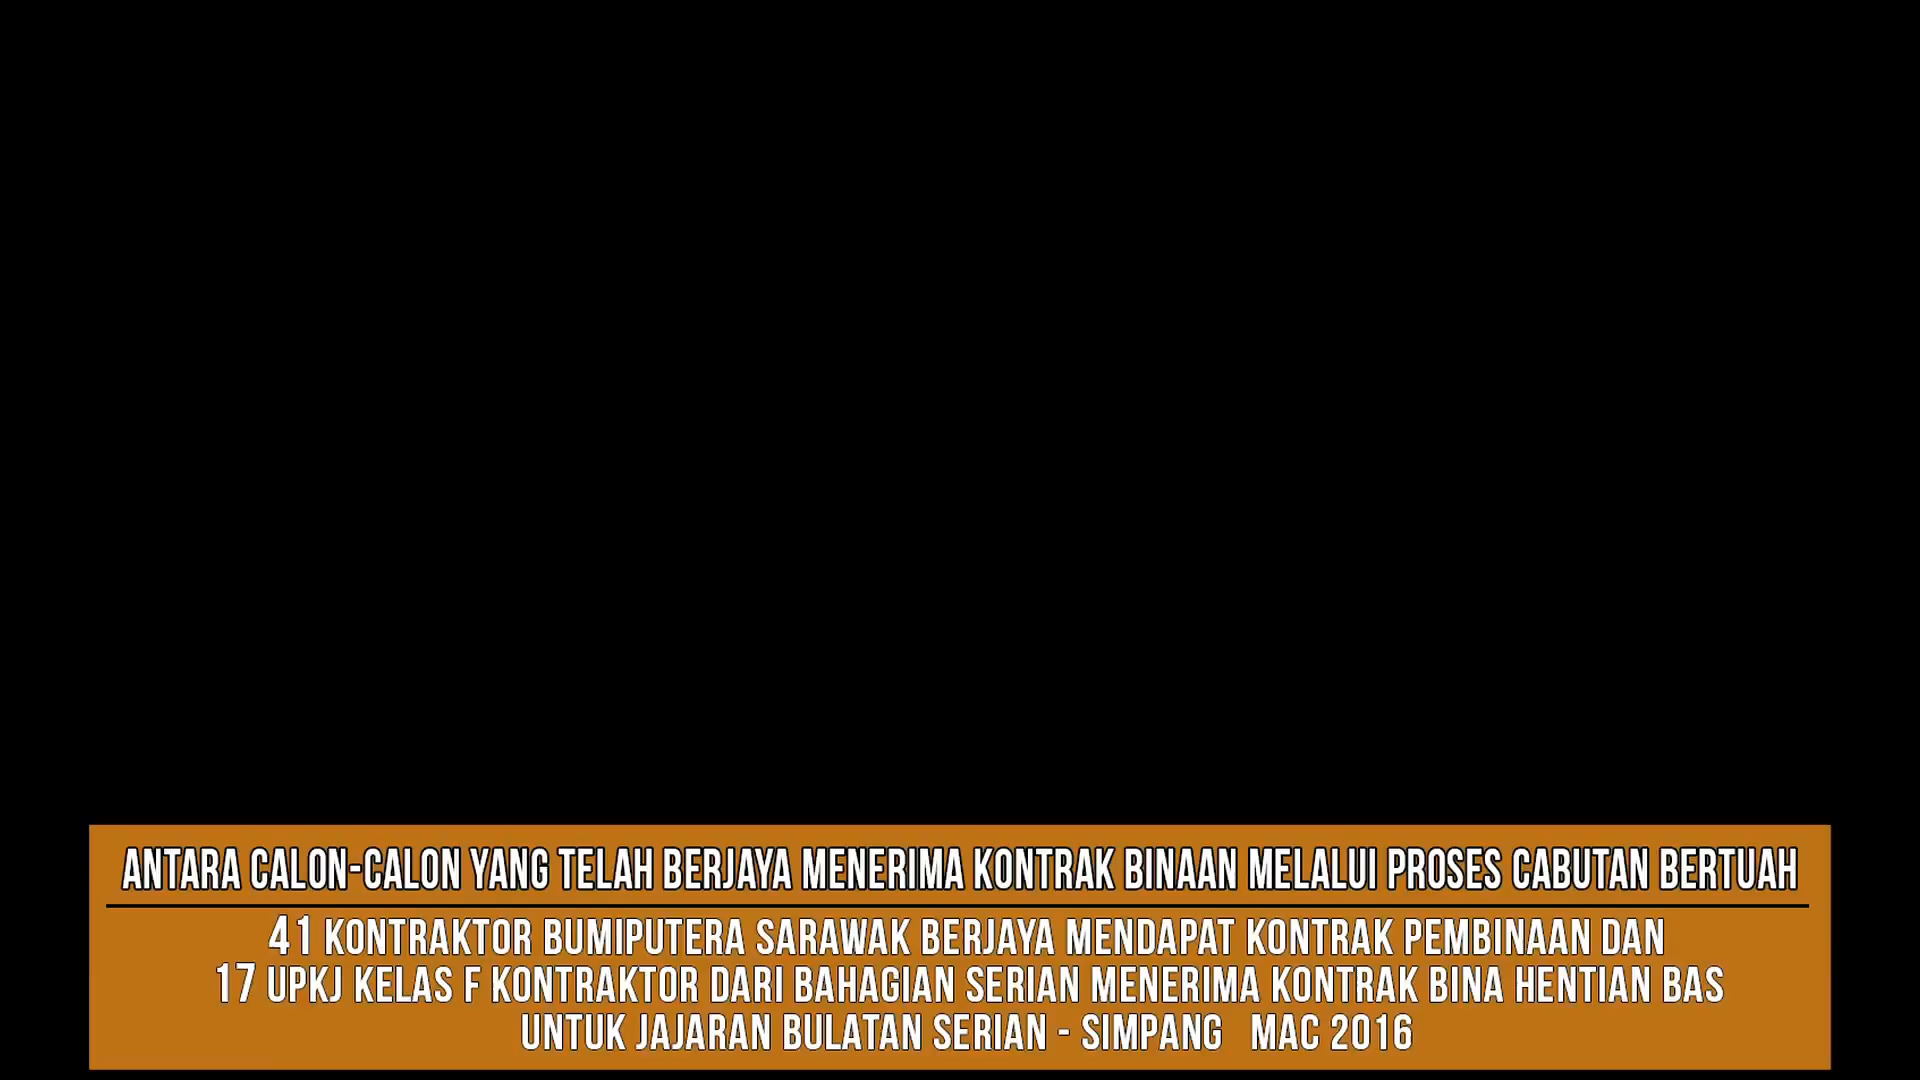 ANTARA CALON-CALON YANG TELAH BERJAYA MENERIMA KONTRAK BINAAN MELALUI PROSES CABUTAN BERTUAH
41 KONTRAKTOR BUMIPUTERA SARAWAK BERJAYA MENDAPAT KONTRAK PEMBINAAN DAN
17 UPKJ KELAS F KONTRAKTOR DARI BAHAGIAN SERIAN MENERIMA KONTRAK BINA HENTIAN BAS
UNTUK JAJARAN BULATAN SERIAN - SIMPANG MAC 2016